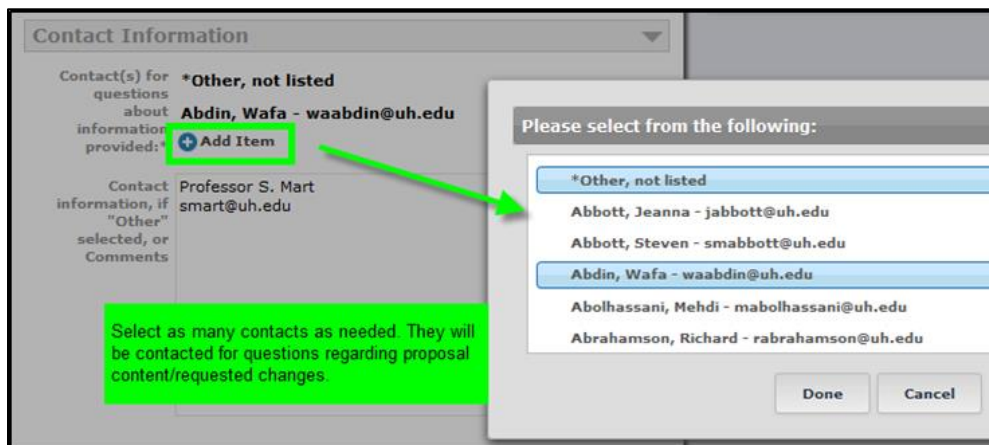 Contact Information
Contact(s) for
questions
about
information
provided:*
*Other, not listed
Abdin, Wafa - waabdin@uh.edu
Add Item
Contact
information, if
"Other"
selected, or
Comments
Professor S. Mart
smart@uh.edu
Select as many contacts as needed. They will
be contacted for questions regarding proposal
content/requested changes.
Please select from the following:
*Other, not listed
Abbott, Jeanna - jabbott@uh.edu
Abbott, Steven - smabbott@uh.edu
Abdin, Wafa - waabdin@uh.edu
Abolhassani, Mehdi - mabolhassani@uh.edu
Abrahamson, Richard - rabrahamson@uh.edu
Done
Cancel